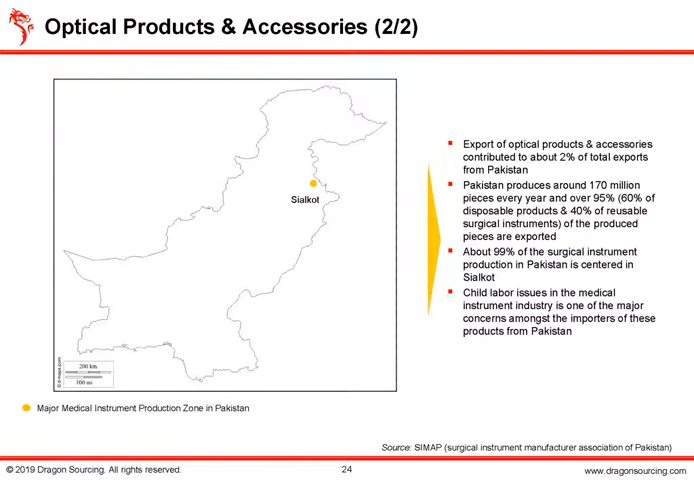 Optical Products & Accessories (2/2)
Sialkot
200 km
100 mi
© d-maps.com
Major Medical Instrument Production Zone in Pakistan
Export of optical products & accessories
contributed to about 2% of total exports
from Pakistan
Pakistan produces around 170 million
pieces every year and over 95% (60% of
disposable products & 40% of reusable
surgical instruments) of the produced
pieces are exported
About 99% of the surgical instrument
production in Pakistan is centered in
Sialkot
Child labor issues in the medical
instrument industry is one of the major
concerns amongst the importers of these
products from Pakistan
Source: SIMAP (surgical instrument manufacturer association of Pakistan)
© 2019 Dragon Sourcing. All rights reserved.
24
www.dragonsourcing.com